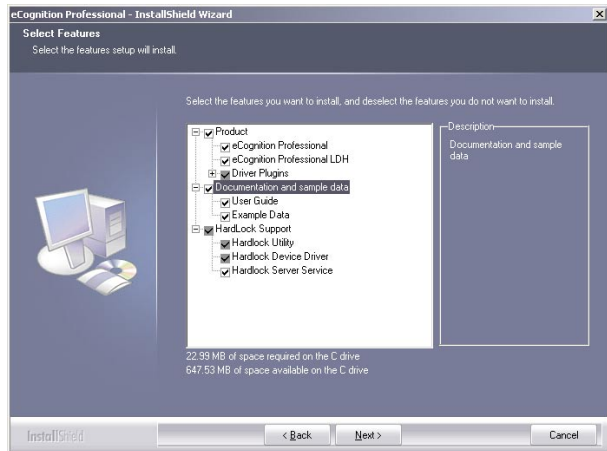 eCognition Professional - InstallShield Wizard
Select Features
Select the features setup will install.
Select the features you want to install, and deselect the features you do not want to install.
Product
eCognition Professional
eCognition Professional LDH
Driver Plugins
Documentation and sample data
User Guide
Example Data
HardLock Support
Hardlock Utility
Hardlock Device Driver
Hardlock Server Service
Description
Documentation and sample
data
22.99 MB of space required on the C drive
647.53 MB of space available on the C drive
InstallShield
< Back
Next >
Cancel